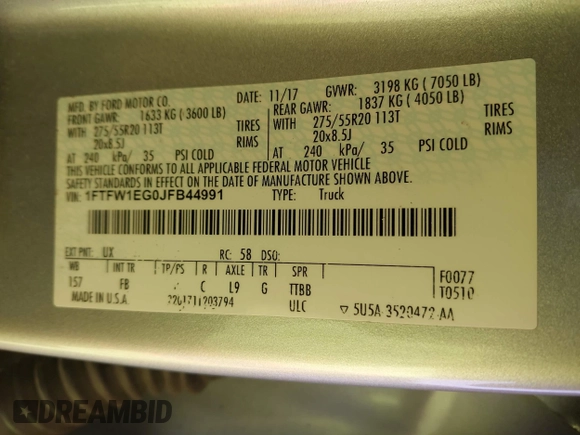 MFD. BY FORD MOTOR CO.
DATE: 11/17 GVWR: 3198 KG ( 7050 LB)
FRONT GAWR: 1633 KG ( 3600 LB) REAR GAWR: 1837 KG ( 4050 LB)
WITH 275/55R20 113T TIRES WITH 275/55R20 113T TIRES
20x8.5J RIMS 20x8.5J RIMS
AT 240 kPa/ 35 PSI COLD AT 240 kPa/ 35 PSI COLD
THIS VEHICLE CONFORMS TO ALL APPLICABLE FEDERAL MOTOR VEHICLE
SAFETY STANDARDS IN EFFECT ON THE DATE OF MANUFACTURE SHOWN ABOVE.
VIN: 1FTFW1EG0JFB44991 TYPE: Truck
EXT PNT: UX RC: 58 DSO:
WB INT TR TP/PS R AXLE TR SPR
157 FB C L9 G TTBB
F0077
T0510
MADE IN U.S.A. ULC
▽ 5U5A-3520472-AA
DREAMBID